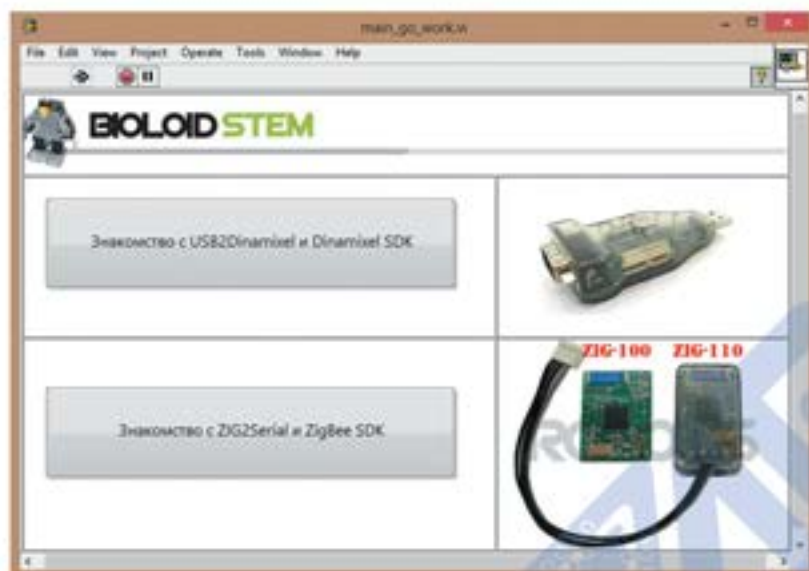 main_go_work.vi
File Edit View Project Operate Tools Window Help
BIOLOID STEM
Знакомство с USB2Dinamixel и Dinamixel SDK
ZIG-100 ZIG-110
Знакомство с ZIG2Serial и ZigBee SDK